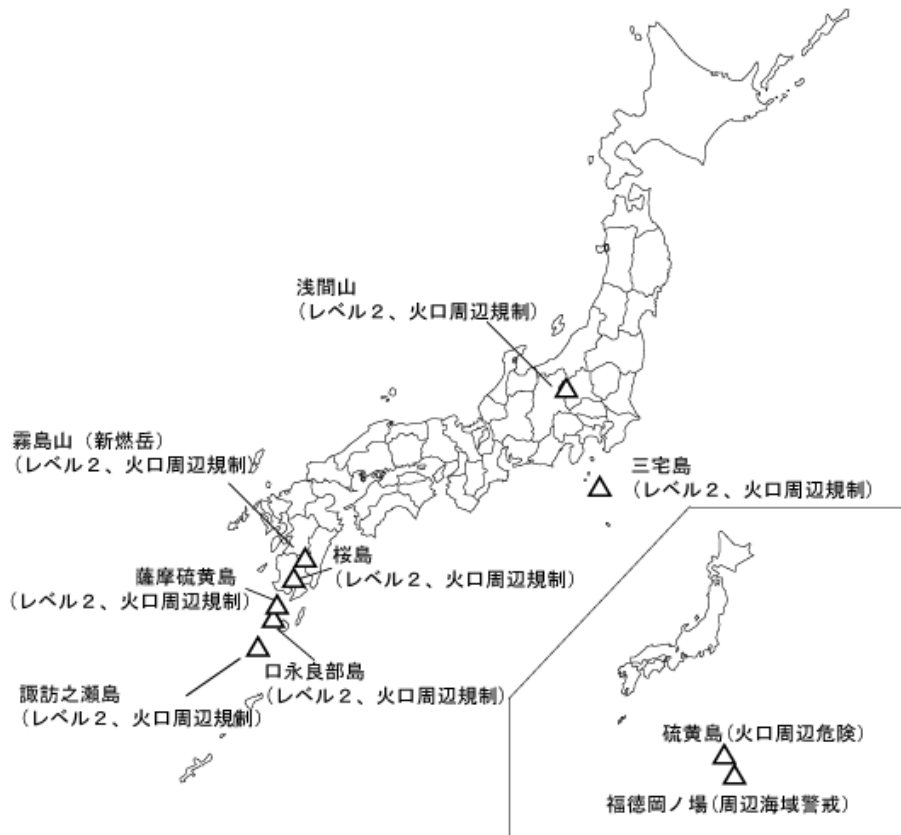 浅間山
(レベル２、火口周辺規制)
霧島山（新燃岳）
(レベル２、火口周辺規制)
三宅島
(レベル２、火口周辺規制)
桜島
(レベル２、火口周辺規制)
薩摩硫黄島
(レベル２、火口周辺規制)
口永良部島
(レベル２、火口周辺規制)
諏訪之瀬島
(レベル２、火口周辺規制)
硫黄島(火口周辺危険)
福徳岡ノ場(周辺海域警戒)